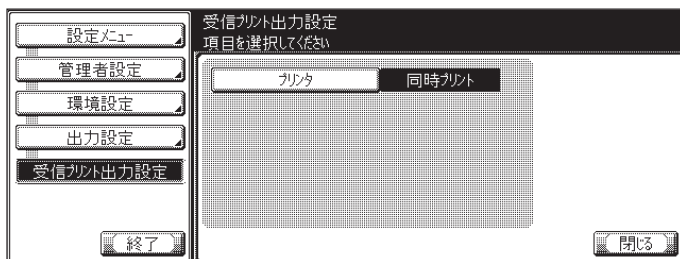 設定メニュー
管理者設定
環境設定
出力設定
受信プリント出力設定
終了
受信プリント出力設定
項目を選択してください
プリンタ
同時プリント
閉じる